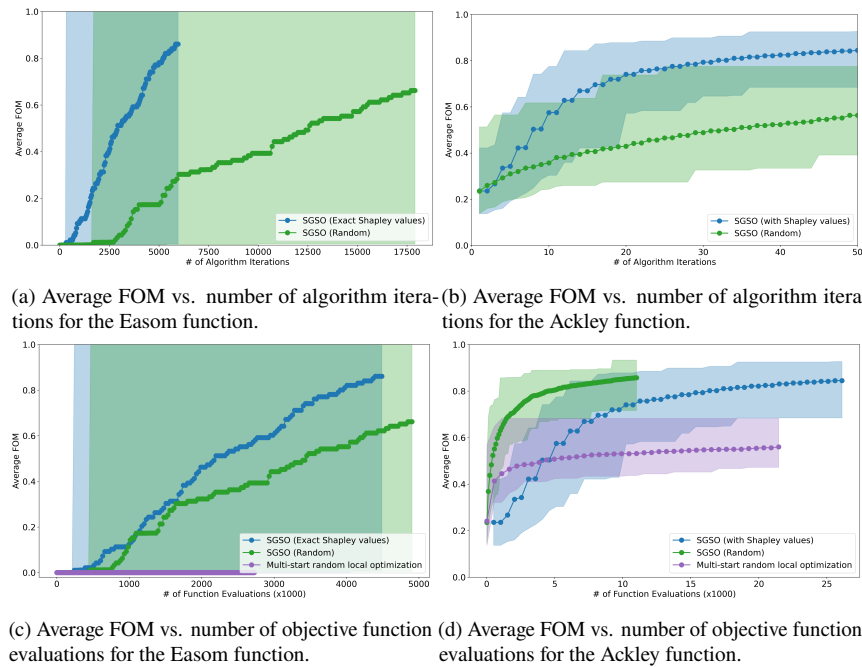 1.0
0.8
0.6
0.4
0.2
0.0
Average FOM
0 2500 5000 7500 10000 12500 15000 17500
# of Algorithm Iterations
SGSO (Exact Shapley values)
SGSO (Random)
1.0
0.8
0.6
0.4
0.2
0.0
Average FOM
0 10 20 30 40 50
# of Algorithm Iterations
SGSO (with Shapley values)
SGSO (Random)
(a) Average FOM vs. number of algorithm itera-
tions for the Easom function.
(b) Average FOM vs. number of algorithm itera
tions for the Ackley function.
1.0
0.8
0.6
0.4
0.2
0.0
Average FOM
0 1000 2000 3000 4000 5000
# of Function Evaluations (x1000)
SGSO (Exact Shapley values)
SGSO (Random)
Multi-start random local optimization
1.0
0.8
0.6
0.4
0.2
0.0
Average FOM
0 5 10 15 20 25
# of Function Evaluations (x1000)
SGSO (with Shapley values)
SGSO (Random)
Multi-start random local optimization
(c) Average FOM vs. number of objective function
evaluations for the Easom function.
(d) Average FOM vs. number of objective function
evaluations for the Ackley function.